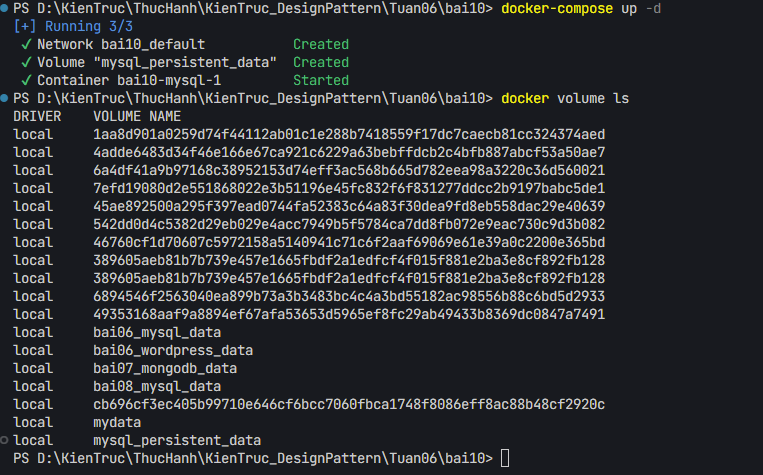 PS D:\KienTruc\ThucHanh\KienTruc_DesignPattern\Tuan06\bai10> docker-compose up -d
[+] Running 3/3
✓ Network bai10_default Created
✓ Volume "mysql_persistent_data" Created
✓ Container bai10-mysql-1 Started
PS D:\KienTruc\ThucHanh\KienTruc_DesignPattern\Tuan06\bai10> docker volume ls
DRIVER VOLUME NAME
local 1aa8d901a0259d74f44112ab01c1e288b7418559f17dc7caecb81cc324374aed
local 4adde6483d34f46e166e67ca921c6229a63bebffdcb2c4bfb887abcf53a50ae7
local 6a4df41a9b97168c38952153d74eff3ac568b665d782eea98a3220c36d560021
local 7efd19080d2e551868022e3b51196e45fc832f6f831277ddcc2b9197babc5de1
local 45ae892500a295f397ead0744fa52383c64a83f30dea9fd8eb558dac29e40639
local 542dd0d4c5382d29eb029e4acc7949b5f5784ca7dd8fb072e9eac730c9d3b082
local 46760cf1d70607c5972158a5140941c71c6f2aaf69069e61e39a0c2200e365bd
local 389605aeb81b7b739e457e1665fbdf2a1edfcf4f015f881e2ba3e8cf892fb128
local 389605aeb81b7b739e457e1665fbdf2a1edfcf4f015f881e2ba3e8cf892fb128
local 6894546f2563040ea899b73a3b3483bc4c4a3bd55182ac98556b88c6bd5d2933
local 49353168aaf9a8894ef67afa53653d5965ef8fc29ab49433b8369dc0847a7491
local bai06_mysql_data
local bai06_wordpress_data
local bai07_mongodb_data
local bai08_mysql_data
local cb696cf3ec405b99710e646cf6bcc7060fbca1748f8086eff8ac88b48cf2920c
local mydata
local mysql_persistent_data
PS D:\KienTruc\ThucHanh\KienTruc_DesignPattern\Tuan06\bai10>